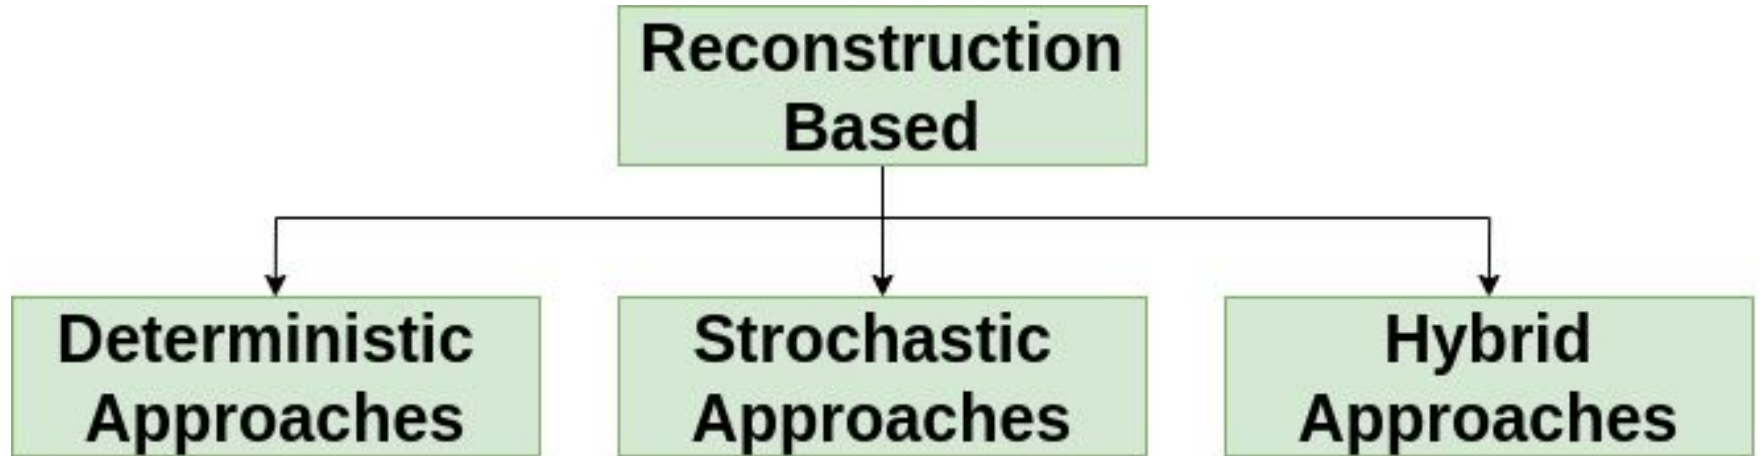 Reconstruction
Based
Deterministic
Approaches
Strochastic
Approaches
Hybrid
Approaches